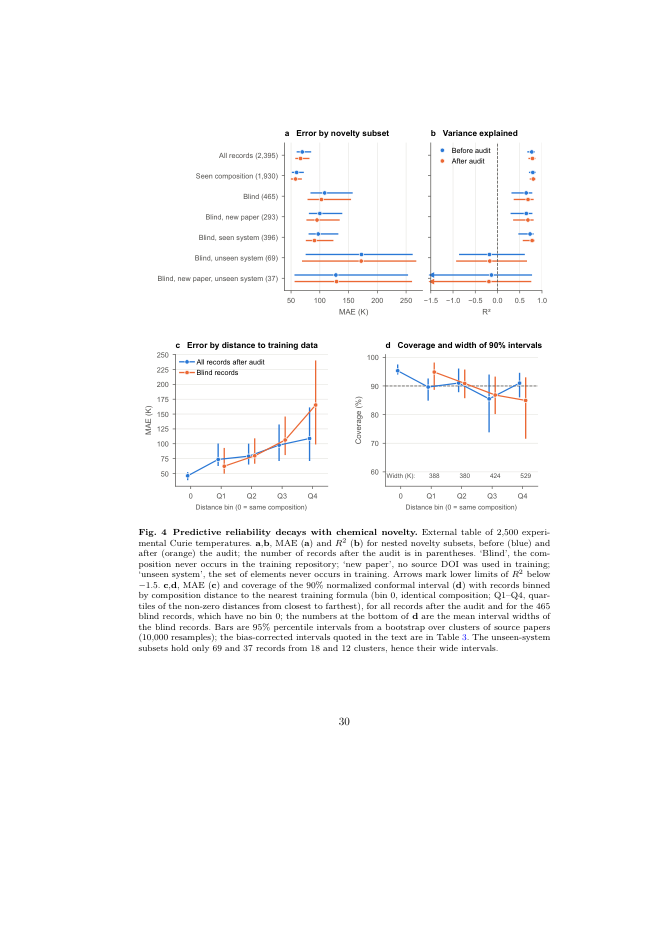 a Error by novelty subset
b Variance explained
All records (2,395)
Seen composition (1,930)
Blind (465)
Blind, new paper (293)
Blind, seen system (396)
Blind, unseen system (69)
Blind, new paper, unseen system (37)
Before audit
After audit
50 100 150 200 250
−1.5 −1.0 −0.5 0.0 0.5 1.0
MAE (K)
R²
c Error by distance to training data
All records after audit
Blind records
MAE (K)
250
225
200
175
150
125
100
75
50
0 Q1 Q2 Q3 Q4
Distance bin (0 = same composition)
d Coverage and width of 90% intervals
Coverage (%)
100
90
80
70
60
Width (K): 388 380 424 529
0 Q1 Q2 Q3 Q4
Distance bin (0 = same composition)
Fig. 4 Predictive reliability decays with chemical novelty. External table of 2,500 experi-
mental Curie temperatures. a,b, MAE (a) and R² (b) for nested novelty subsets, before (blue) and
after (orange) the audit; the number of records after the audit is in parentheses. ‘Blind’, the com-
position never occurs in the training repository; ‘new paper’, no source DOI was used in training;
‘unseen system’, the set of elements never occurs in training. Arrows mark lower limits of R² below
−1.5. c,d, MAE (c) and coverage of the 90% normalized conformal interval (d) with records binned
by composition distance to the nearest training formula (bin 0, identical composition; Q1–Q4, quar-
tiles of the non-zero distances from closest to farthest), for all records after the audit and for the 465
blind records, which have no bin 0; the numbers at the bottom of d are the mean interval widths of
the blind records. Bars are 95% percentile intervals from a bootstrap over clusters of source papers
(10,000 resamples); the bias-corrected intervals quoted in the text are in Table 3. The unseen-system
subsets hold only 69 and 37 records from 18 and 12 clusters, hence their wide intervals.
30